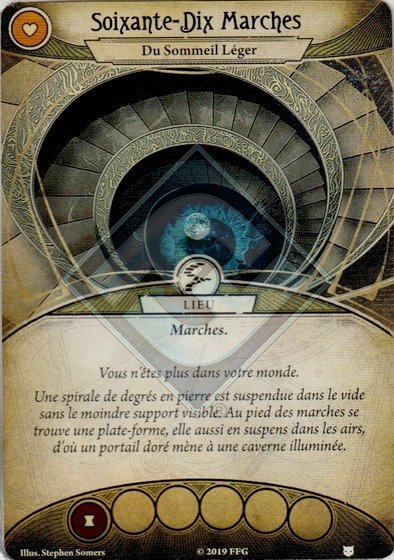 Soixante-Dix Marches
Du Sommeil Léger
LIEU
Marches.
Vous n'êtes plus dans votre monde.
Une spirale de degrés en pierre est suspendue dans le vide
sans le moindre support visible. Au pied des marches se
trouve une plate-forme, elle aussi en suspens dans les airs,
d'où un portail doré mène à une caverne illuminée.
Illus. Stephen Somers
© 2019 FFG